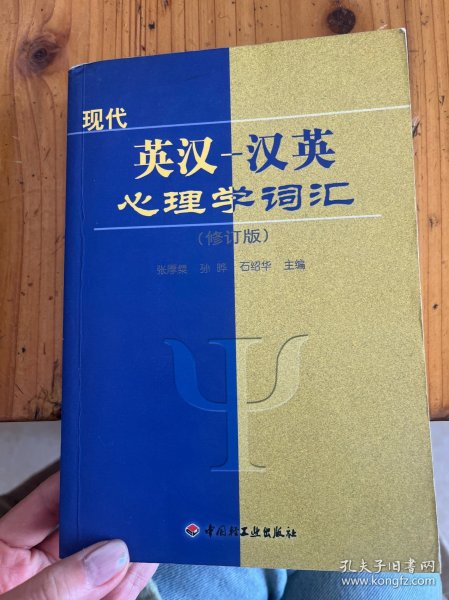 现代
英汉-汉英
心理学词汇
（修订版）
张厚粲 孙晔 石绍华 主编
Ψ
中国轻工业出版社
孔夫子旧书网
www.kongfz.com